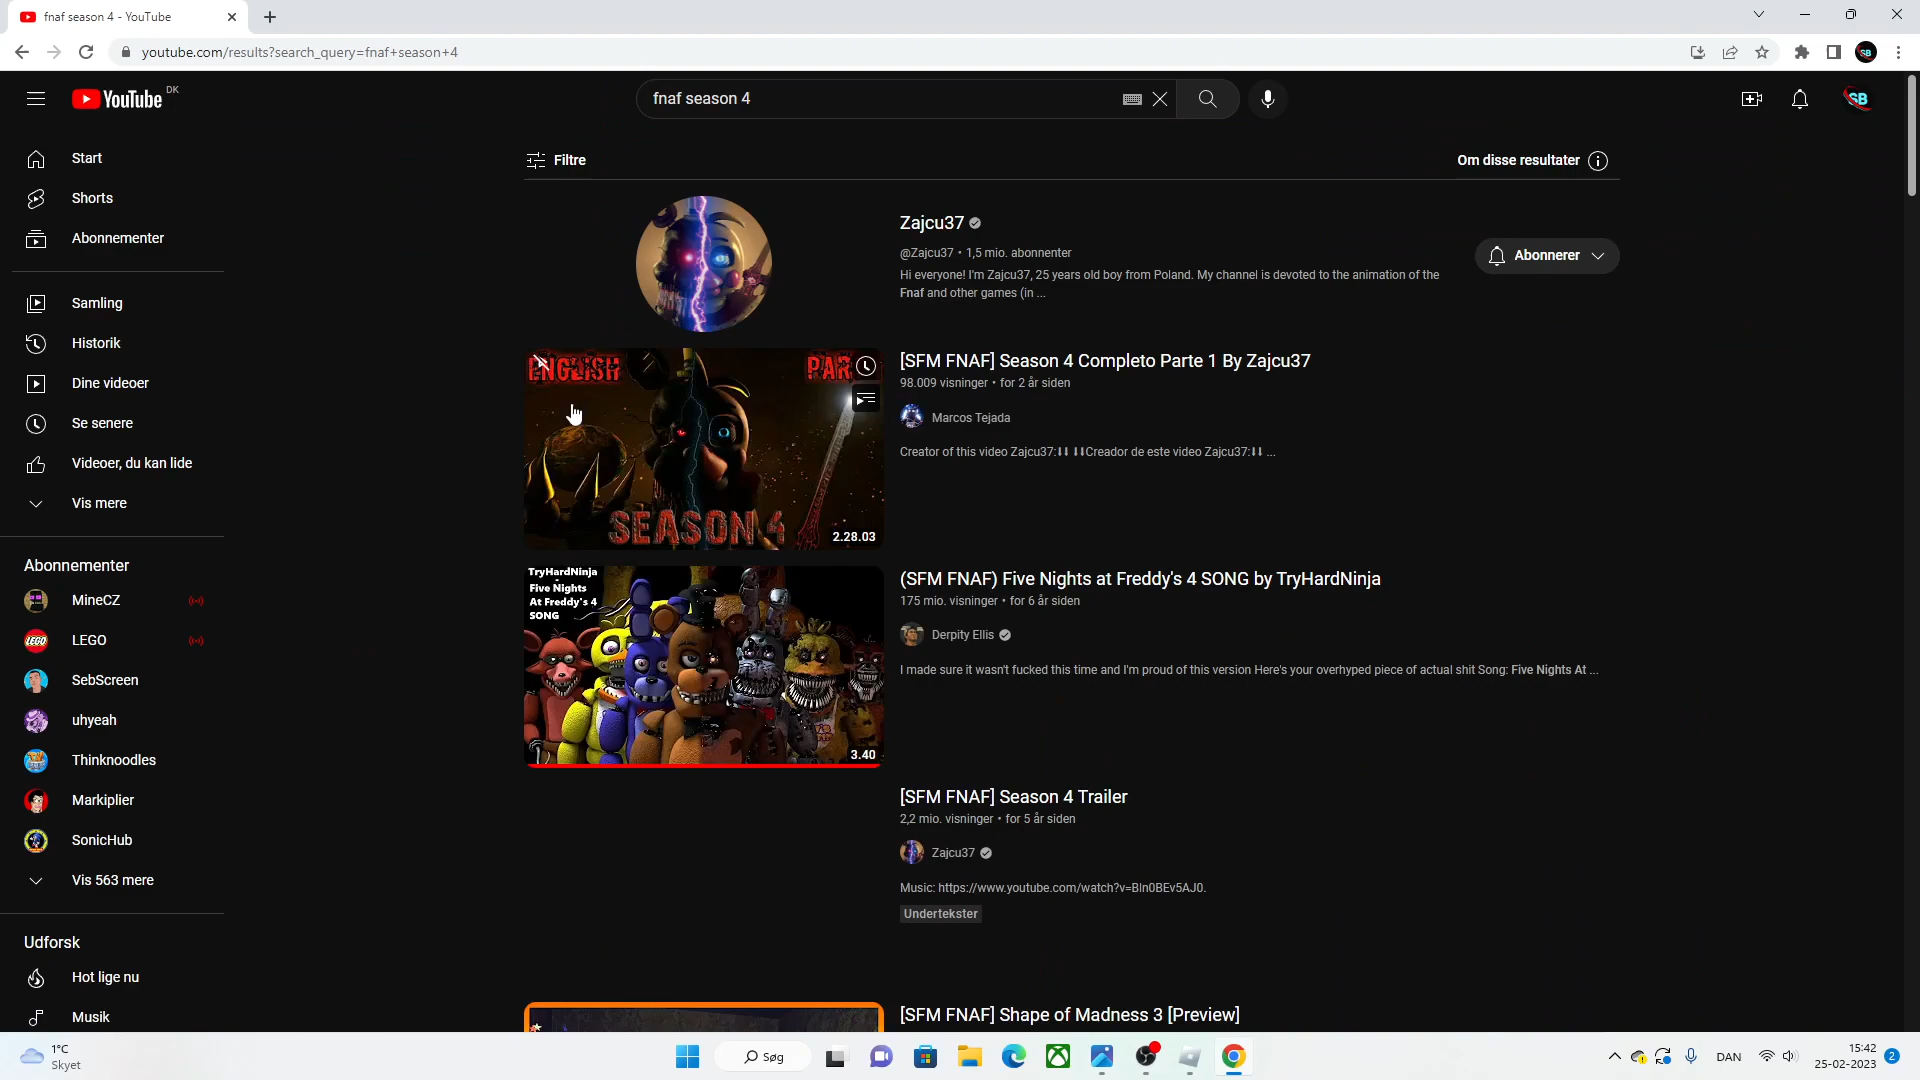 fnaf season 4 - YouTube
youtube.com/results?search_query=fnaf+season+4
SB
YouTube DK
fnaf season 4
SB
Start
Shorts
Abonnementer
Samling
Historik
Dine videoer
Se senere
Videoer, du kan lide
Vis mere
Abonnementer
MineCZ
LEGO
LEGO
SebScreen
uhyeah
Thinknoodles
Markiplier
SonicHub
Vis 563 mere
Udforsk
Hot lige nu
Musik
Filtre
Om disse resultater
Zajcu37
@Zajcu37 • 1,5 mio. abonnenter
Hi everyone! I'm Zajcu37, 25 years old boy from Poland. My channel is devoted to the animation of the
Fnaf and other games (in ...
Abonnerer
ENGLISH
PAR
SEASON 4
2.28.03
[SFM FNAF] Season 4 Completo Parte 1 By Zajcu37
98.009 visninger • for 2 år siden
Marcos Tejada
Creator of this video Zajcu37:⬇⬇ ⬇⬇Creador de este video Zajcu37:⬇⬇ ...
TryHardNinja
Five Nights
At Freddy's 4
SONG
3.40
(SFM FNAF) Five Nights at Freddy's 4 SONG by TryHardNinja
175 mio. visninger • for 6 år siden
Derpity Ellis
I made sure it wasn't fucked this time and I'm proud of this version Here's your overhyped piece of actual shit Song: Five Nights At ...
[SFM FNAF] Season 4 Trailer
2,2 mio. visninger • for 5 år siden
Zajcu37
Music: https://www.youtube.com/watch?v=BIn0BEv5AJ0.
Undertekster
[SFM FNAF] Shape of Madness 3 [Preview]
1°C
Skyet
Søg
DAN
15:42
25-02-2023
2